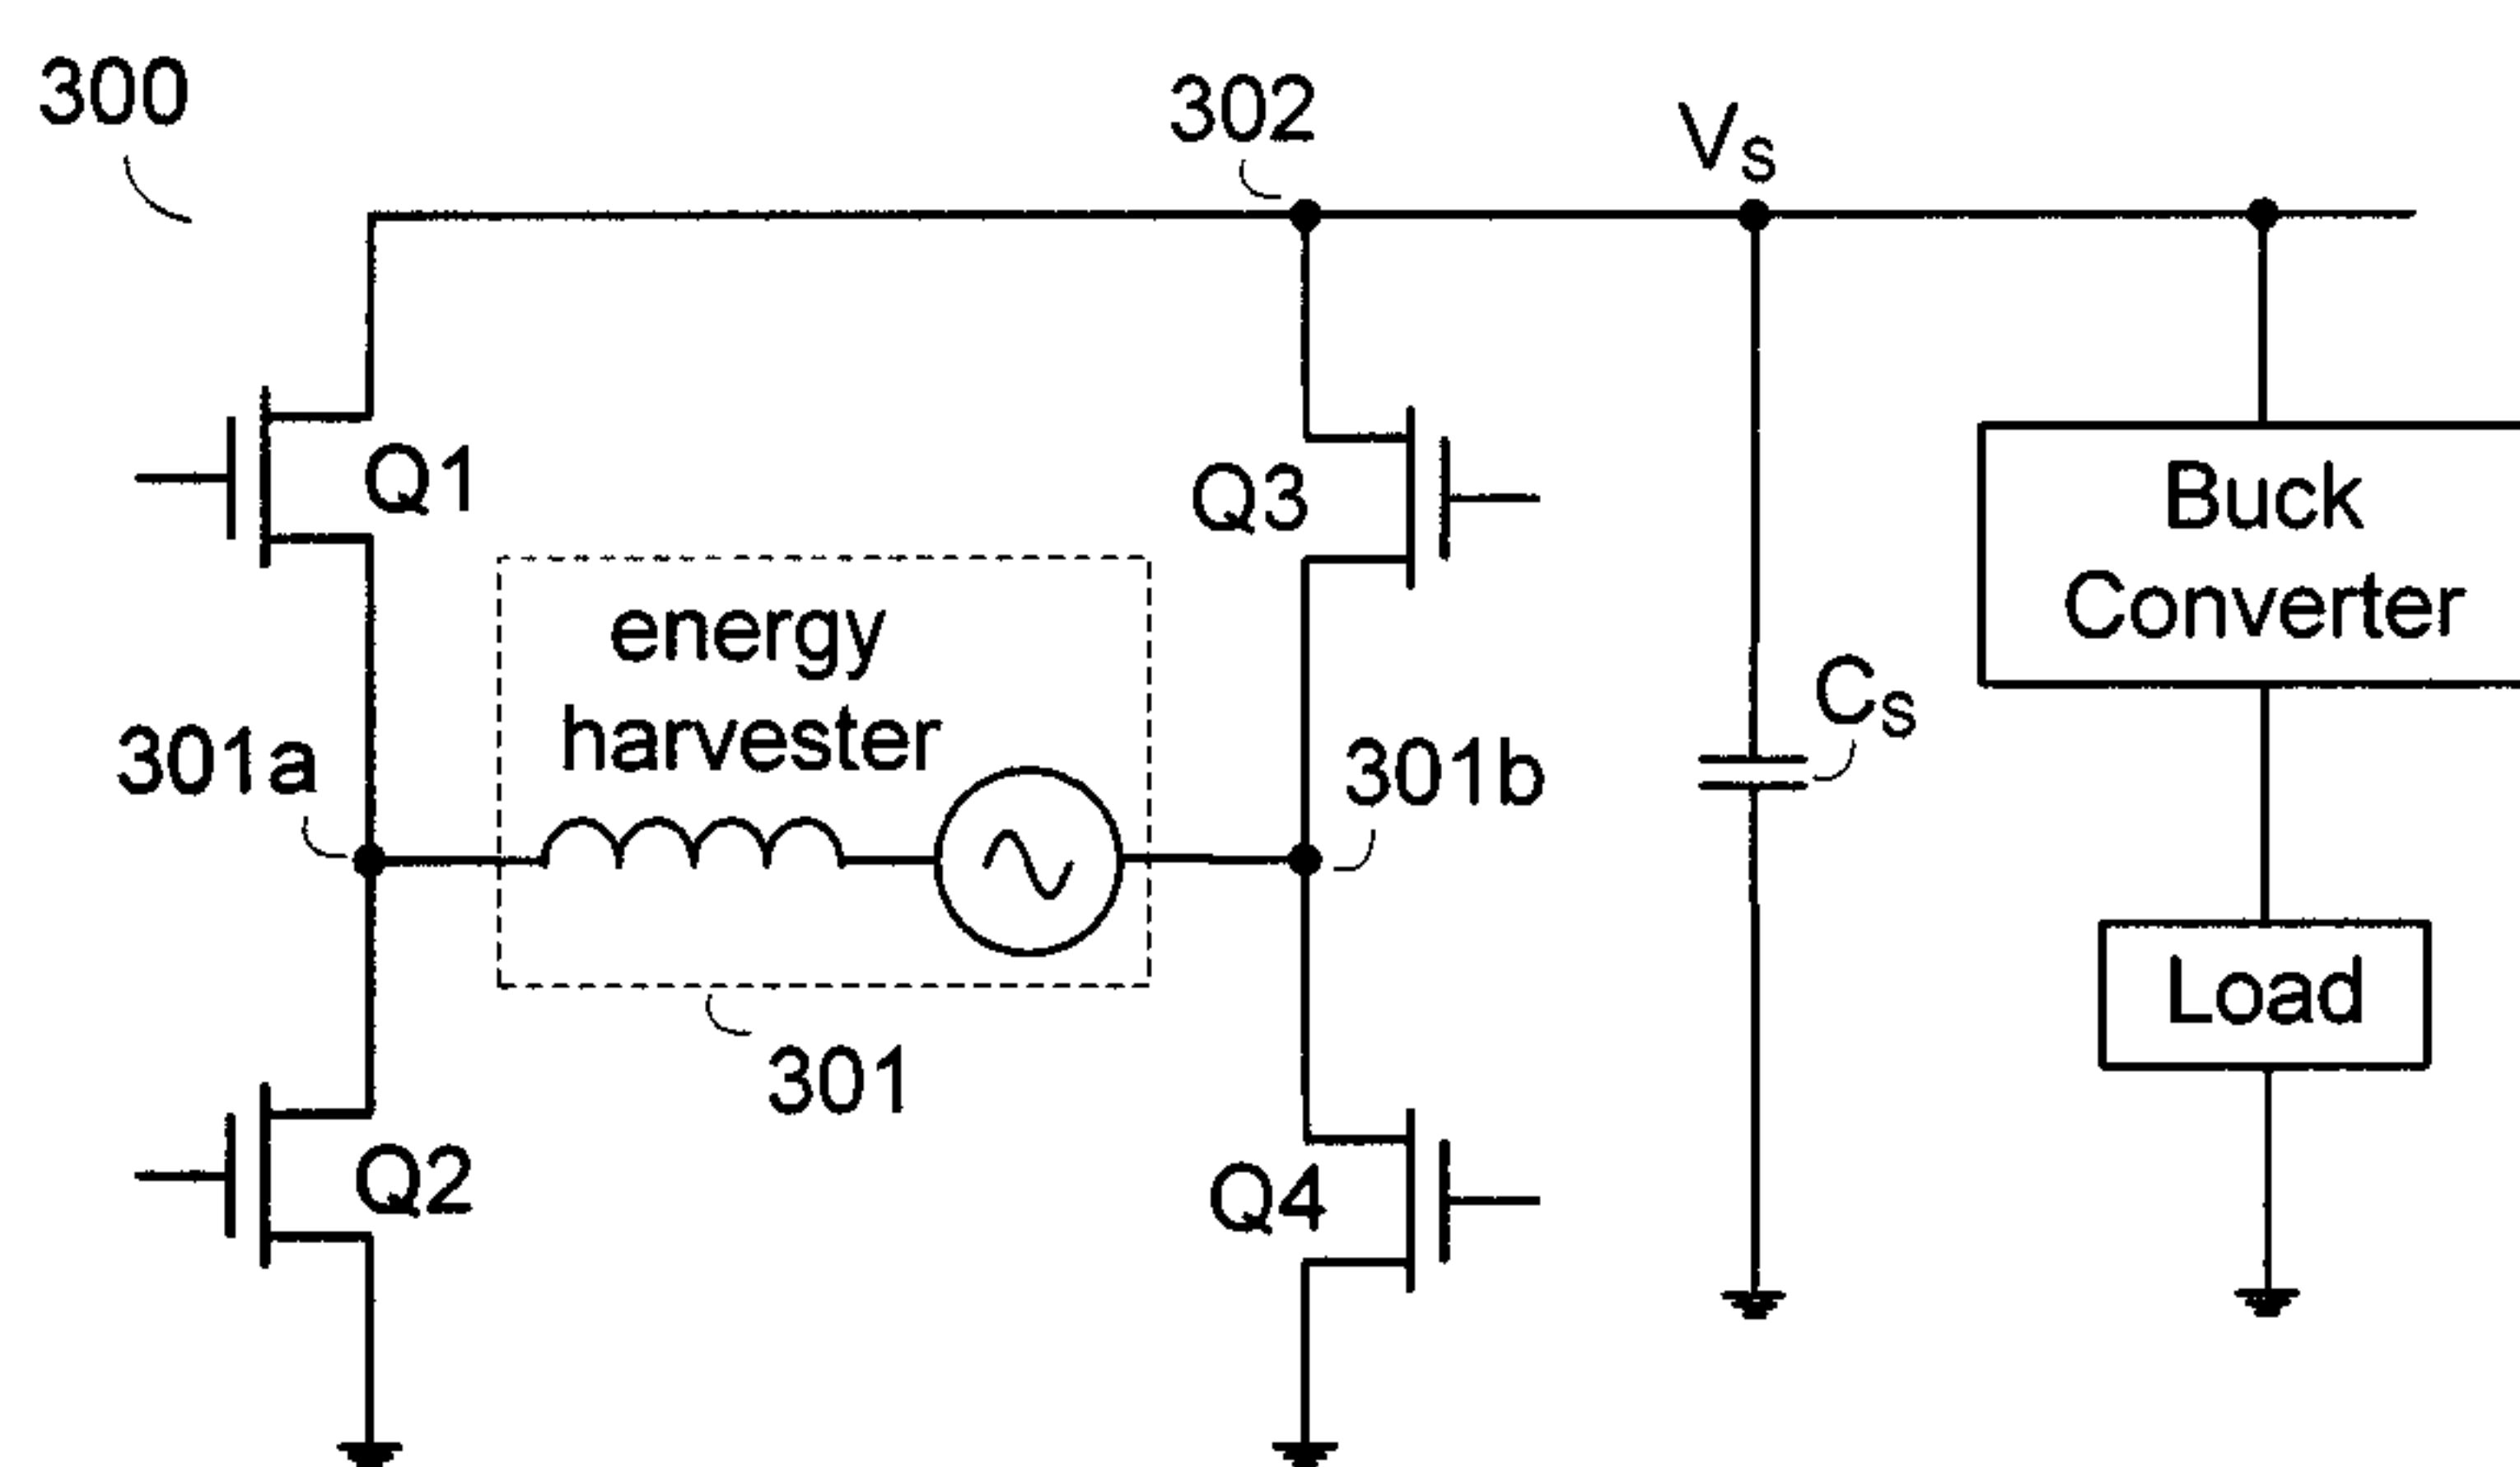 300
302
Vs
Q1
Q3
Buck
Converter
energy
harvester
301a
301b
Cs
301
Load
Q2
Q4